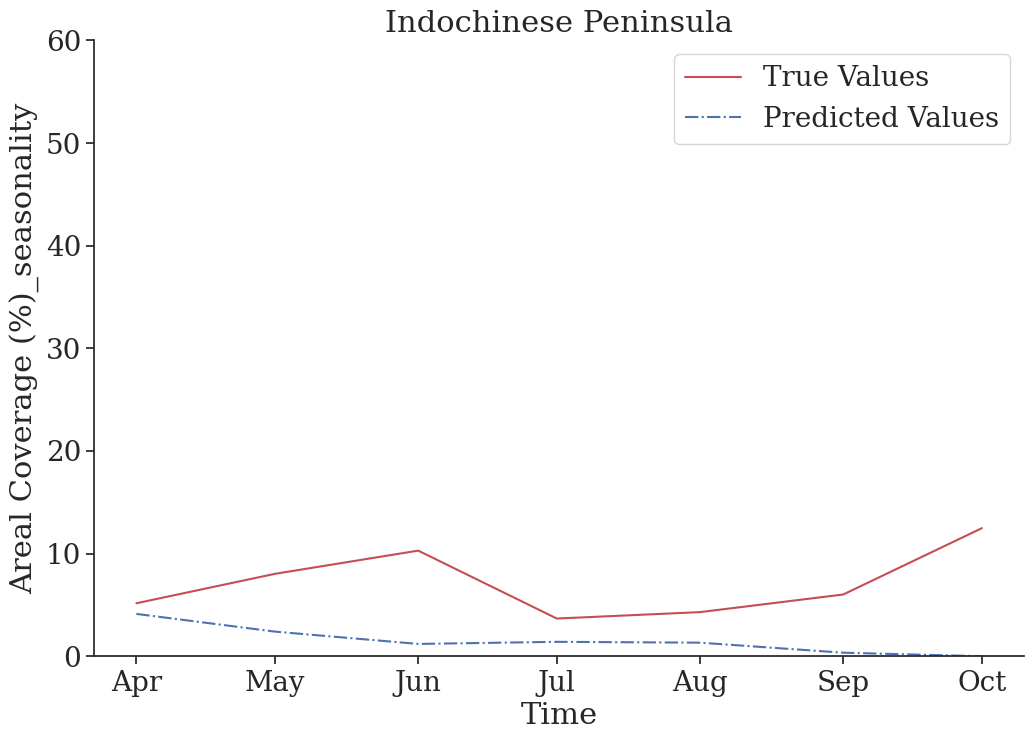 Indochinese Peninsula
True Values
Predicted Values
Areal Coverage (%)_seasonality
60
50
40
30
20
10
0
Apr May Jun Jul Aug Sep Oct
Time